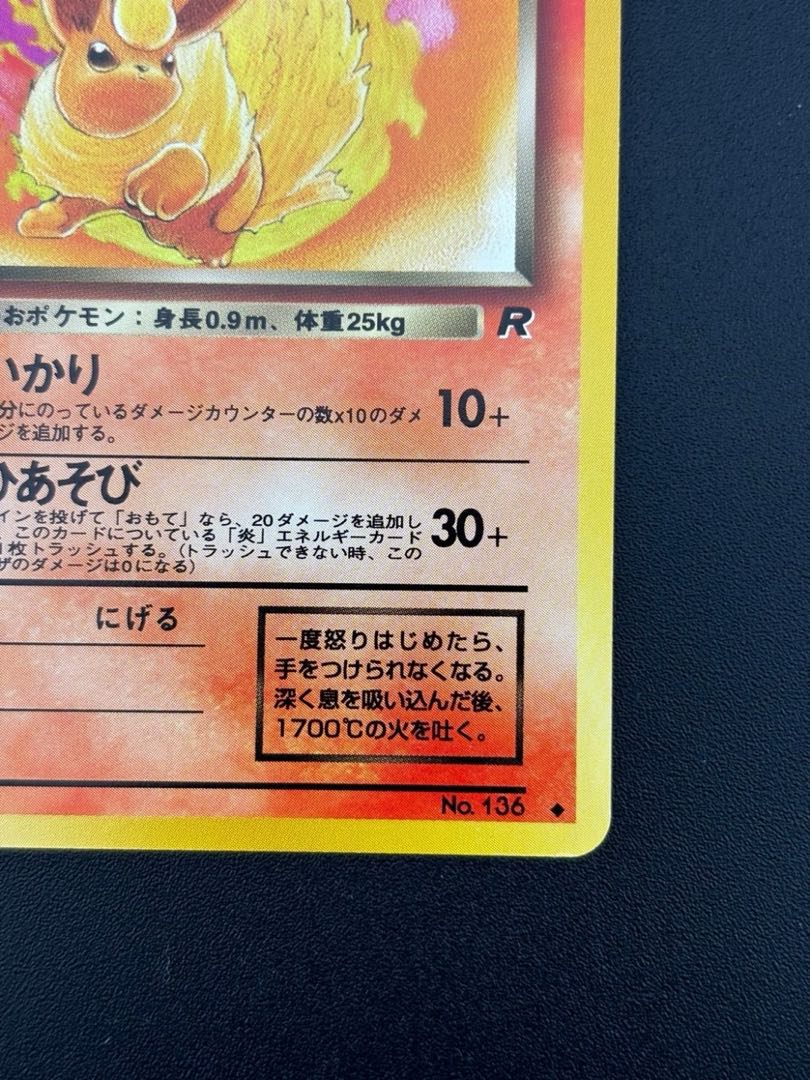 おポケモン：身長0.9m、体重25kg R
いかり
分にのっているダメージカウンターの数x10のダメ 10+
ジを追加する。
ひあそび
インを投げて「おもて」なら、20ダメージを追加し 30+
、このカードについている「炎」エネルギーカード
1枚トラッシュする。（トラッシュできない時、この
ザのダメージは0になる）
にげる
一度怒りはじめたら、
手をつけられなくなる。
深く息を吸い込んだ後、
1700℃の火を吐く。
No. 136 ◆